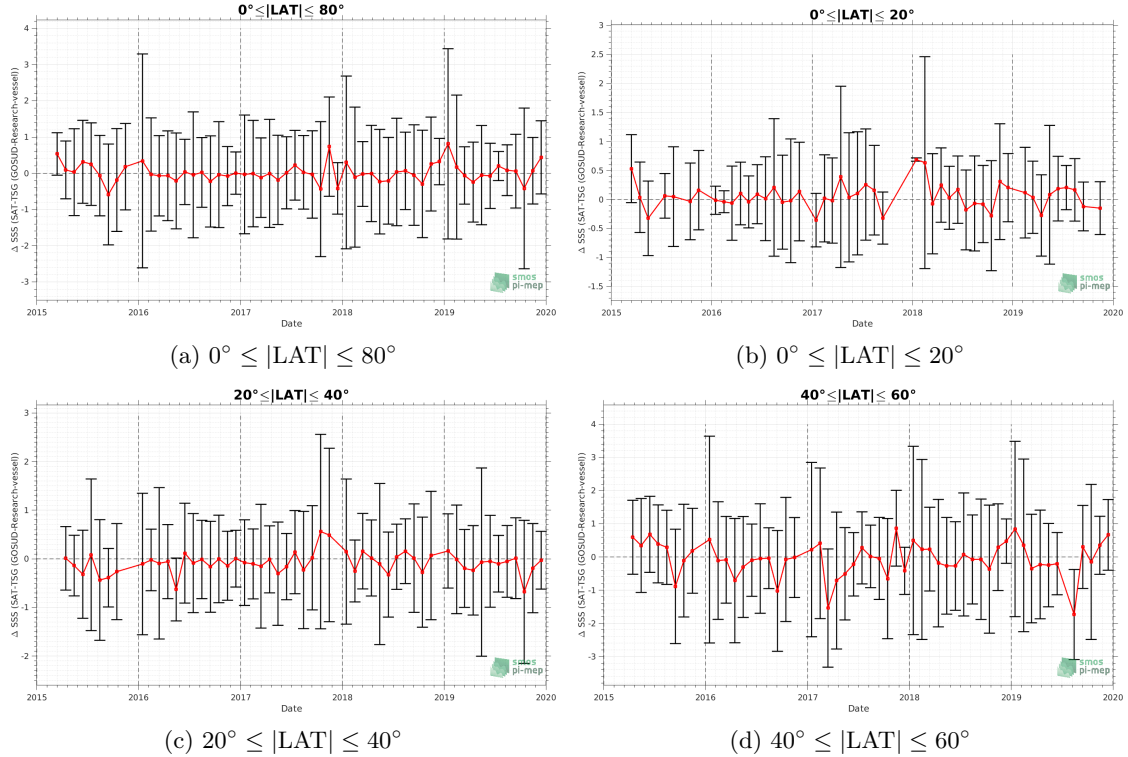 0°≤|LAT|≤ 80°
Δ SSS (SAT-TSG (GOSUD-Research-vessel))
4
3
2
1
0
-1
-2
-3
2015 2016 2017 2018 2019 2020
Date
smos
pi-mep
(a) 0° ≤ |LAT| ≤ 80°
0°≤|LAT|≤ 20°
Δ SSS (SAT-TSG (GOSUD-Research-vessel))
3
2.5
2
1.5
1
0.5
0
-0.5
-1
-1.5
2015 2016 2017 2018 2019 2020
Date
smos
pi-mep
(b) 0° ≤ |LAT| ≤ 20°
20°≤|LAT|≤ 40°
Δ SSS (SAT-TSG (GOSUD-Research-vessel))
3
2
1
0
-1
-2
2015 2016 2017 2018 2019 2020
Date
smos
pi-mep
(c) 20° ≤ |LAT| ≤ 40°
40°≤|LAT|≤ 60°
Δ SSS (SAT-TSG (GOSUD-Research-vessel))
4
3
2
1
0
-1
-2
-3
2015 2016 2017 2018 2019 2020
Date
smos
pi-mep
(d) 40° ≤ |LAT| ≤ 60°